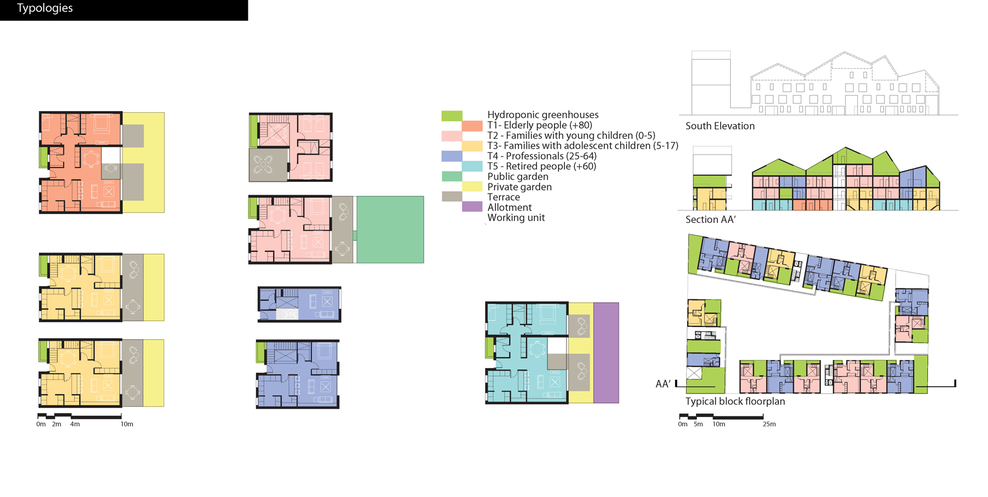 Typologies
Hydroponic greenhouses
T1- Elderly people (+80)
T2 - Families with young children (0-5)
T3- Families with adolescent children (5-17)
T4 - Professionals (25-64)
T5 - Retired people (+60)
Public garden
Private garden
Terrace
Allotment
Working unit
South Elevation
Section AA'
AA'
Typical block floorplan
0m 2m 4m 10m
0m 5m 10m 25m